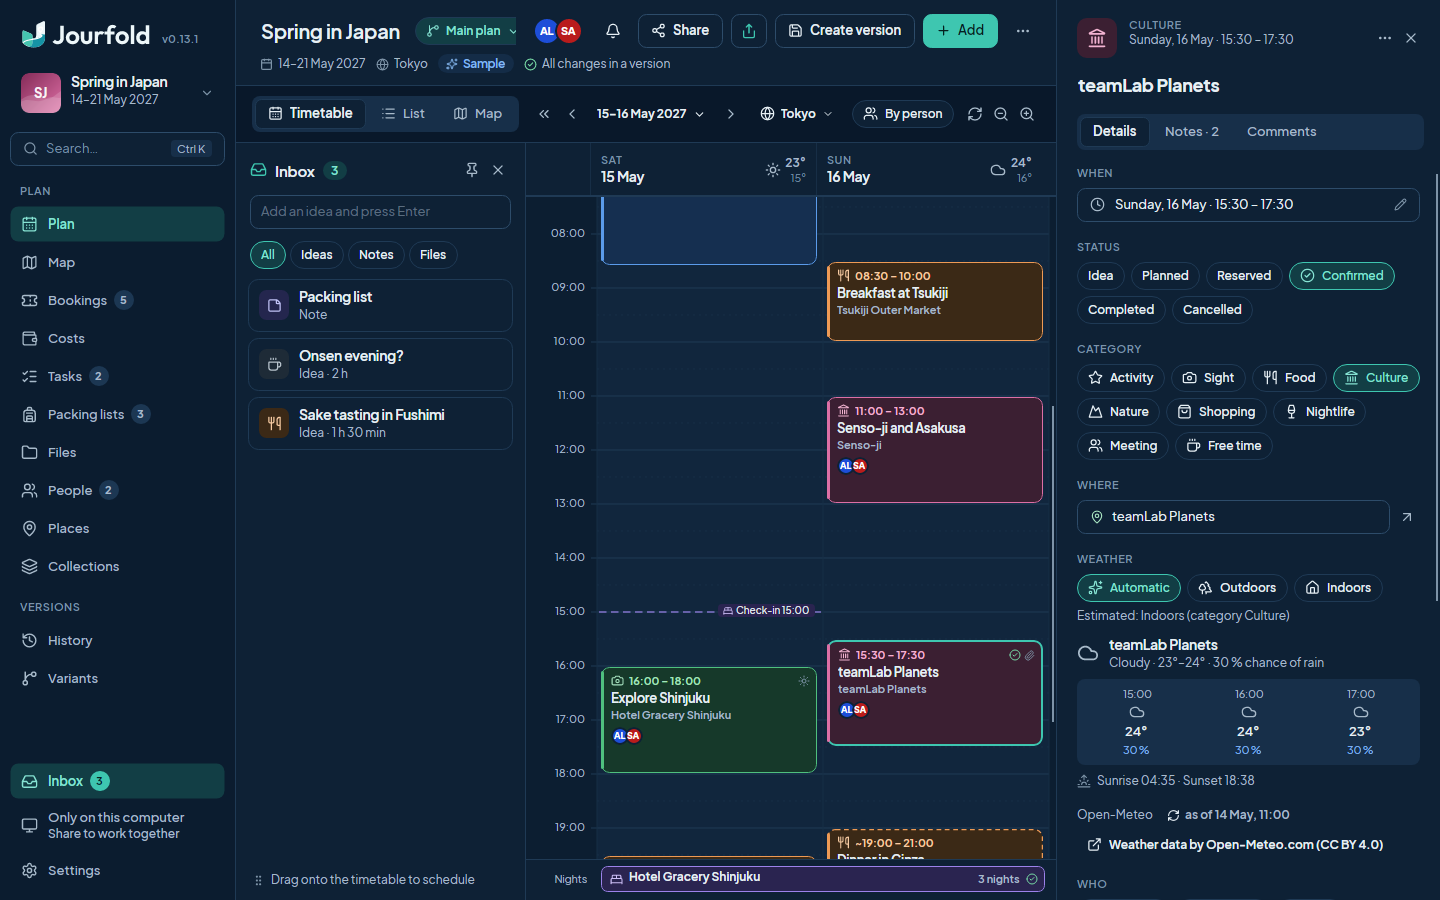 Jourfold v0.13.1
SJ
Spring in Japan
14–21 May 2027
Search... Ctrl K
PLAN
Plan
Map
Bookings 5
Costs
Tasks 2
Packing lists 3
Files
People 2
Places
Collections
VERSIONS
History
Variants
Inbox 3
Only on this computer
Share to work together
Settings
Spring in Japan Main plan AL SA Share Create version Add
14–21 May 2027 Tokyo Sample All changes in a version
Timetable List Map 15–16 May 2027 Tokyo By person
Inbox 3
Add an idea and press Enter
All Ideas Notes Files
Packing list
Note
Onsen evening?
Idea · 2 h
Sake tasting in Fushimi
Idea · 1 h 30 min
Drag onto the timetable to schedule
SAT
15 May
23°
15°
SUN
16 May
24°
16°
08:00
09:00
10:00
11:00
12:00
13:00
14:00
15:00
16:00
17:00
18:00
19:00
Check-in 15:00
16:00 – 18:00
Explore Shinjuku
Hotel Gracery Shinjuku
AL SA
08:30 – 10:00
Breakfast at Tsukiji
Tsukiji Outer Market
11:00 – 13:00
Senso-ji and Asakusa
Senso-ji
AL SA
15:30 – 17:30
teamLab Planets
teamLab Planets
AL SA
~19:00 – 21:00
Dinner in Ginza
Nights Hotel Gracery Shinjuku 3 nights
CULTURE
Sunday, 16 May · 15:30 – 17:30
teamLab Planets
Details Notes · 2 Comments
WHEN
Sunday, 16 May · 15:30 – 17:30
STATUS
Idea Planned Reserved Confirmed
Completed Cancelled
CATEGORY
Activity Sight Food Culture
Nature Shopping Nightlife
Meeting Free time
WHERE
teamLab Planets
WEATHER
Automatic Outdoors Indoors
Estimated: Indoors (category Culture)
teamLab Planets
Cloudy · 23°–24° · 30 % chance of rain
15:00 16:00 17:00
24° 24° 23°
30 % 30 % 30 %
Sunrise 04:35 · Sunset 18:38
Open-Meteo as of 14 May, 11:00
Weather data by Open-Meteo.com (CC BY 4.0)
WHO